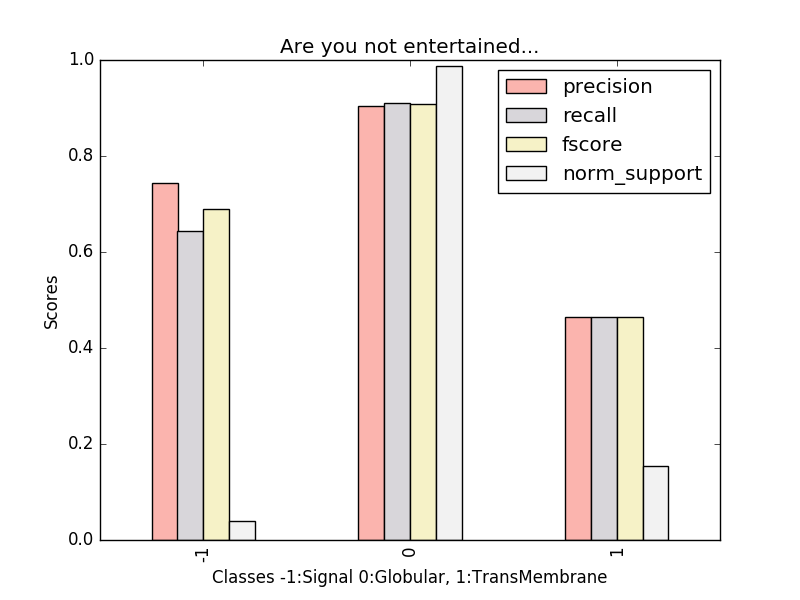 Are you not entertained...
precision
recall
fscore
norm_support
1.0
0.8
0.6
0.4
0.2
0.0
Scores
-1
0
1
Classes -1:Signal 0:Globular, 1:TransMembrane